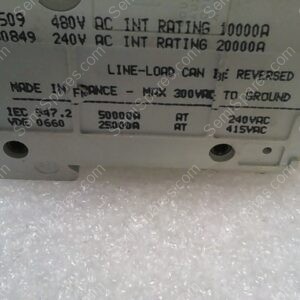 509 480V AC INT RATING 10000A
0849 240V AC INT RATING 20000A
LINE-LOAD CAN BE REVERSED
MADE IN FRANCE - MAX 300VAC TO GROUND
IEC 947.2 50000A AT 240VAC
VDE 0660 25000A AT 415VAC